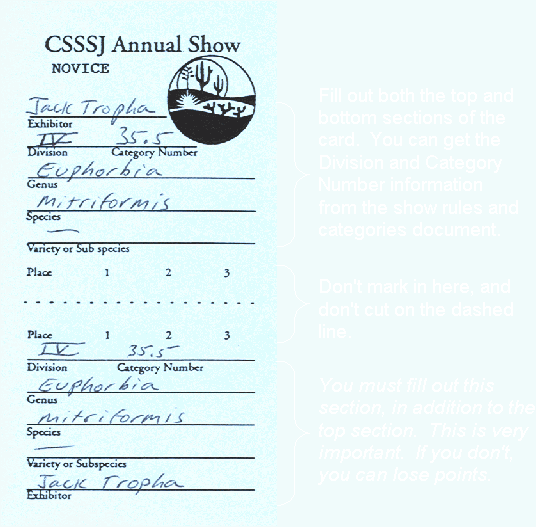 CSSSJ Annual Show
NOVICE
Jack Tropha
Exhibitor
IV 35.5
Division Category Number
Euphorbia
Genus
mitriformis
Species
—
Variety or Sub species
Place 1 2 3
Place 1 2 3
IV 35.5
Division Category Number
Euphorbia
Genus
mitriformis
Species
—
Variety or Subspecies
Jack Tropha
Exhibitor
Fill out both the top and
bottom sections of the
card. You can get the
Division and Category
Number information
from the show rules and
categories document.
Don't mark in here, and
don't cut on the dashed
line.
You must fill out this
section, in addition to the
top section. This is very
important. If you don't,
you can lose points